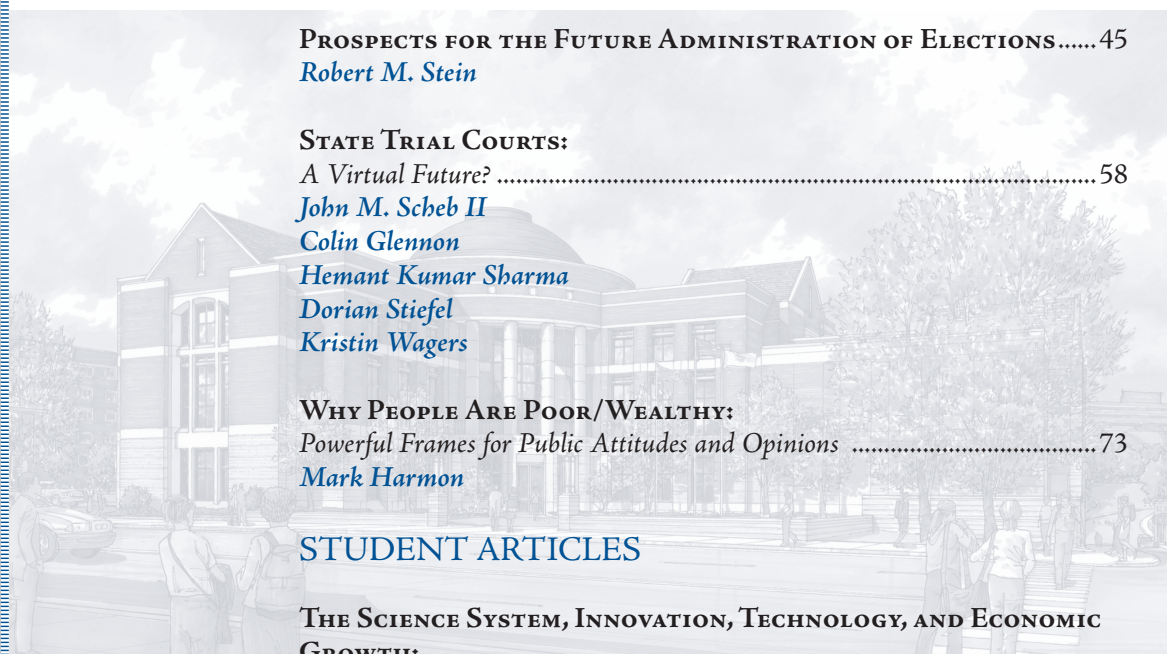 Prospects for the Future Administration of Elections......45
Robert M. Stein
State Trial Courts:
A Virtual Future? ..............................................................................................58
John M. Scheb II
Colin Glennon
Hemant Kumar Sharma
Dorian Stiefel
Kristin Wagers
Why People Are Poor/Wealthy:
Powerful Frames for Public Attitudes and Opinions ......................................73
Mark Harmon
STUDENT ARTICLES
The Science System, Innovation, Technology, and Economic
Growth: